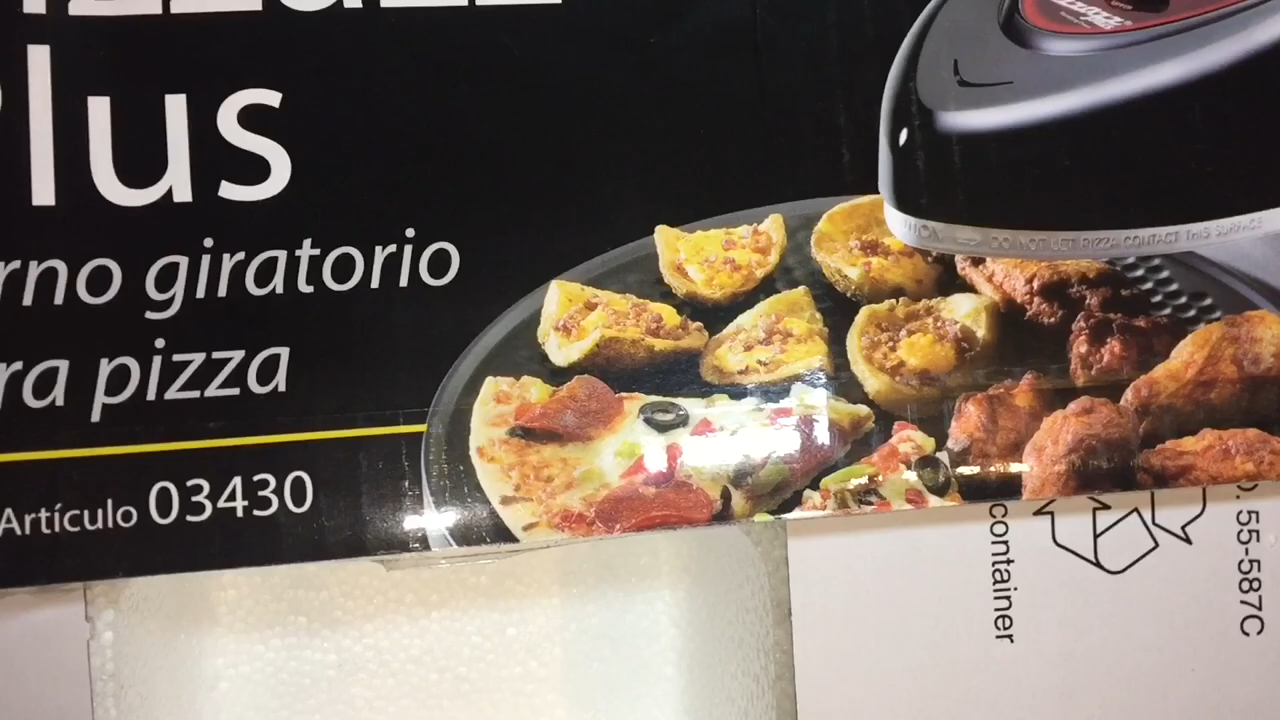 Plus
rno giratorio
ra pizza
Artículo 03430
DO NOT LET PIZZA CONTACT THIS SURFACE
container
55-587C